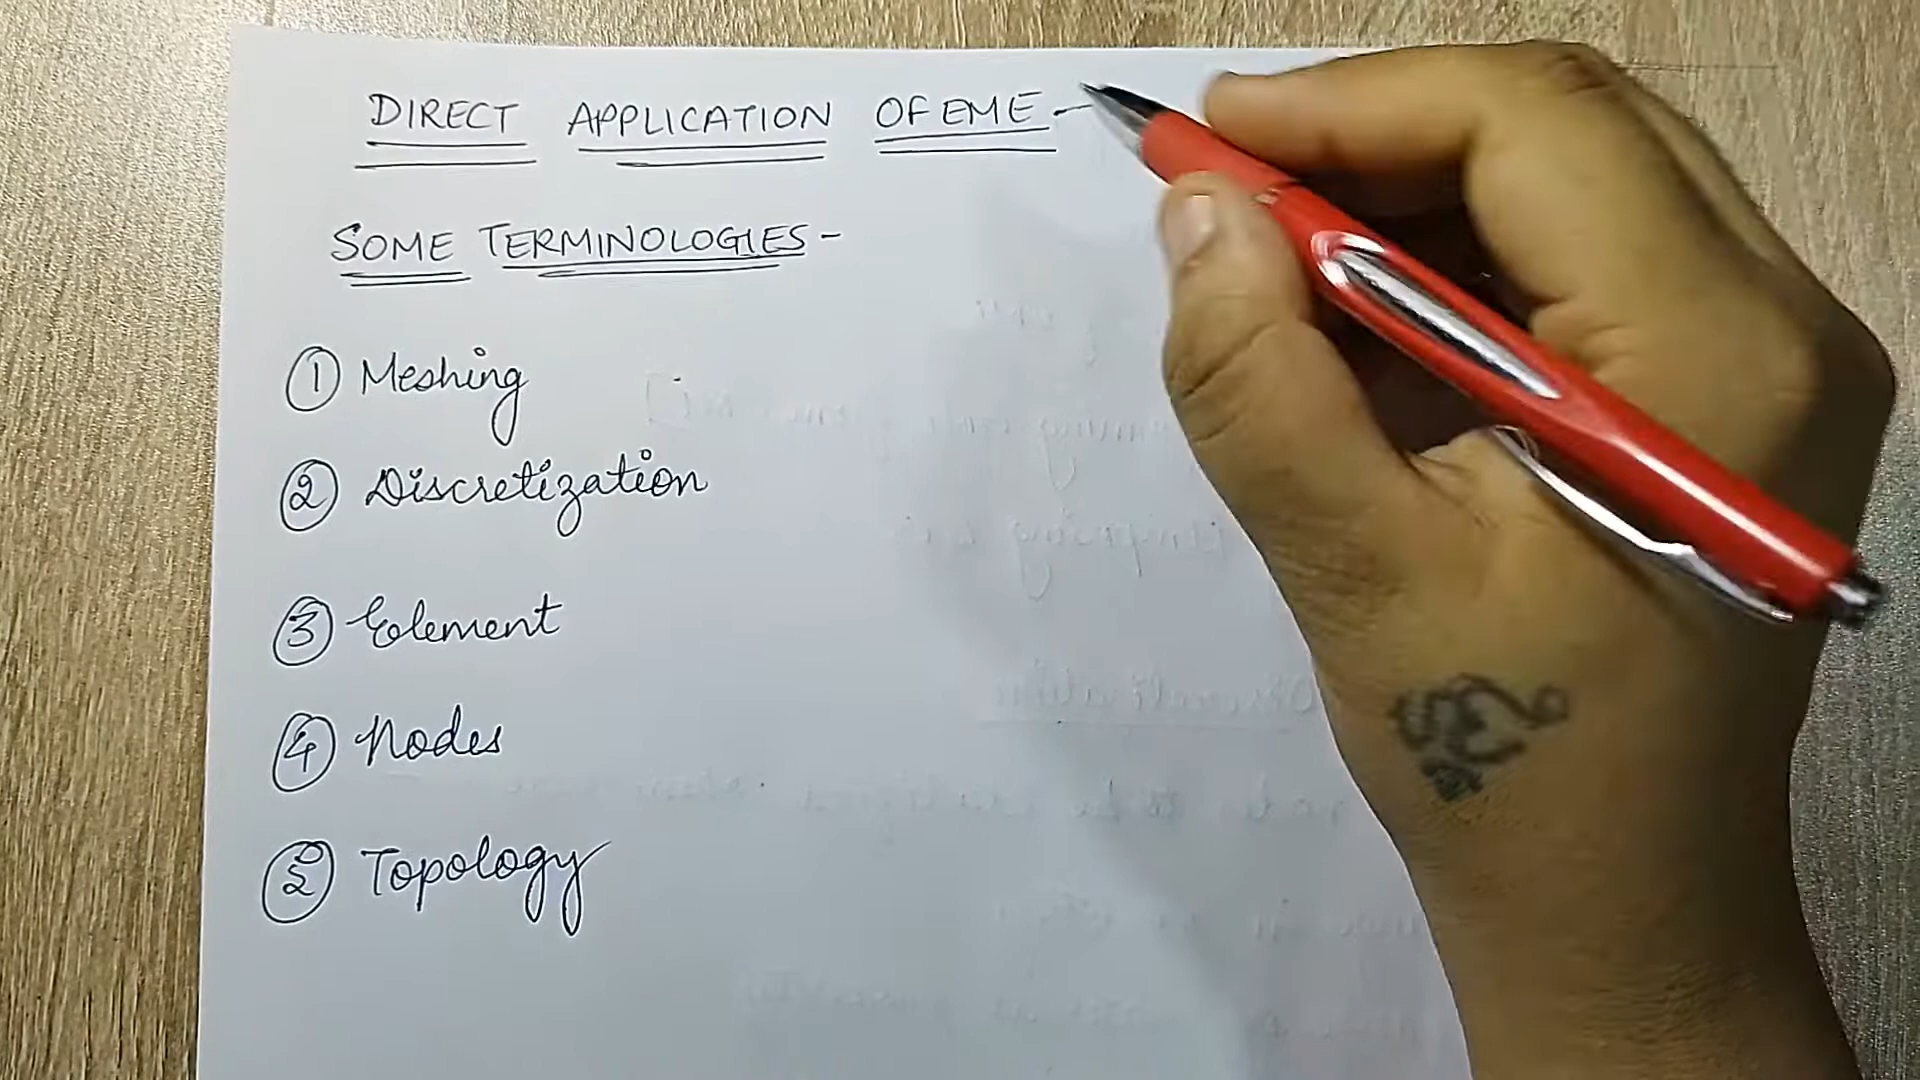 DIRECT APPLICATION OF EME -
SOME TERMINOLOGIES -
① Meshing
② Discretization
③ Element
④ Nodes
⑤ Topology